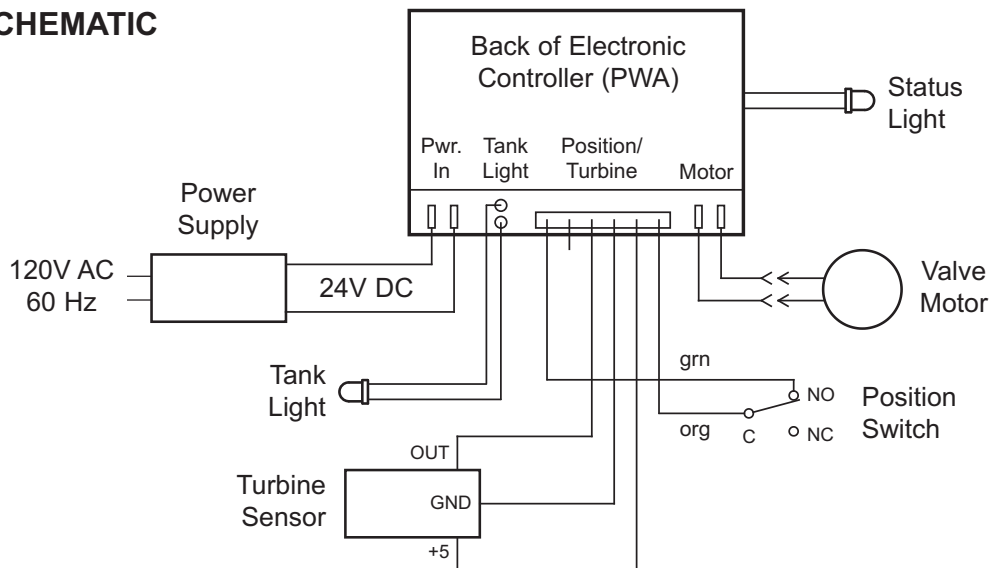 CHEMATIC
Back of Electronic
Controller (PWA)
Status
Light
Pwr.
In
Tank
Light
Position/
Turbine
Motor
Power
Supply
120V AC
60 Hz
24V DC
Valve
Motor
Tank
Light
grn
org
C
NO
NC
Position
Switch
OUT
GND
+5
Turbine
Sensor